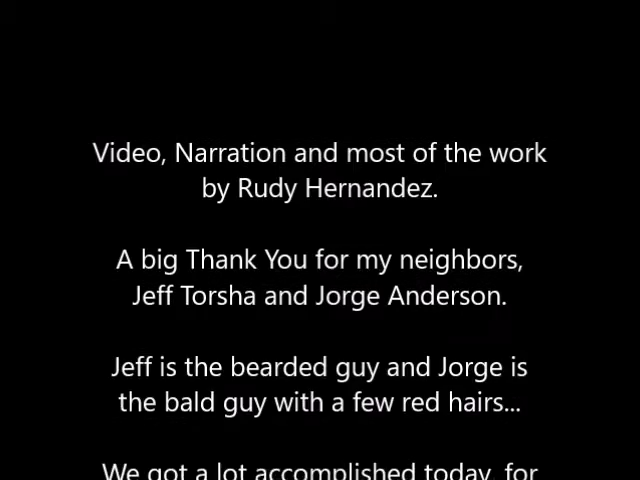 Video, Narration and most of the work
by Rudy Hernandez.
A big Thank You for my neighbors,
Jeff Torsha and Jorge Anderson.
Jeff is the bearded guy and Jorge is
the bald guy with a few red hairs...
We got a lot accomplished today, for